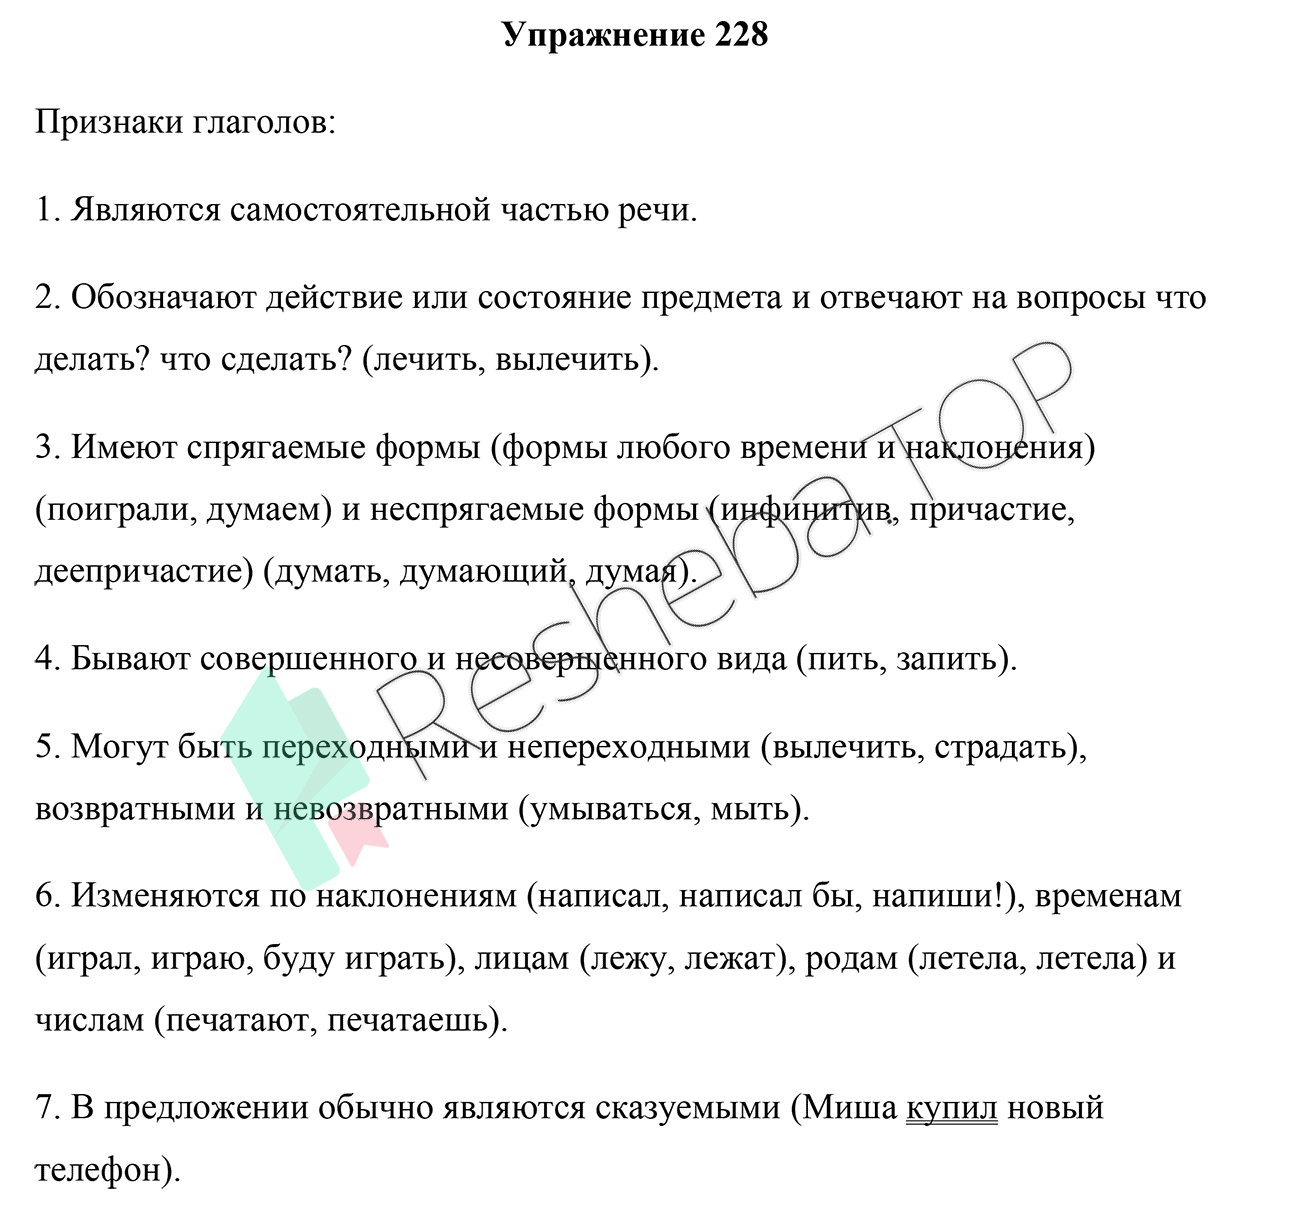 Упражнение 228
Признаки глаголов:
1. Являются самостоятельной частью речи.
2. Обозначают действие или состояние предмета и отвечают на вопросы что
делать? что сделать? (лечить, вылечить).
3. Имеют спрягаемые формы (формы любого времени и наклонения)
(поиграли, думаем) и неспрягаемые формы (инфинитив, причастие,
деепричастие) (думать, думающий, думая).
4. Бывают совершенного и несовершенного вида (пить, запить).
5. Могут быть переходными и непереходными (вылечить, страдать),
возвратными и невозвратными (умываться, мыть).
6. Изменяются по наклонениям (написал, написал бы, напиши!), временам
(играл, играю, буду играть), лицам (лежу, лежат), родам (летела, летела) и
числам (печатают, печатаешь).
7. В предложении обычно являются сказуемыми (Миша купил новый
телефон).
Resheba.TOP